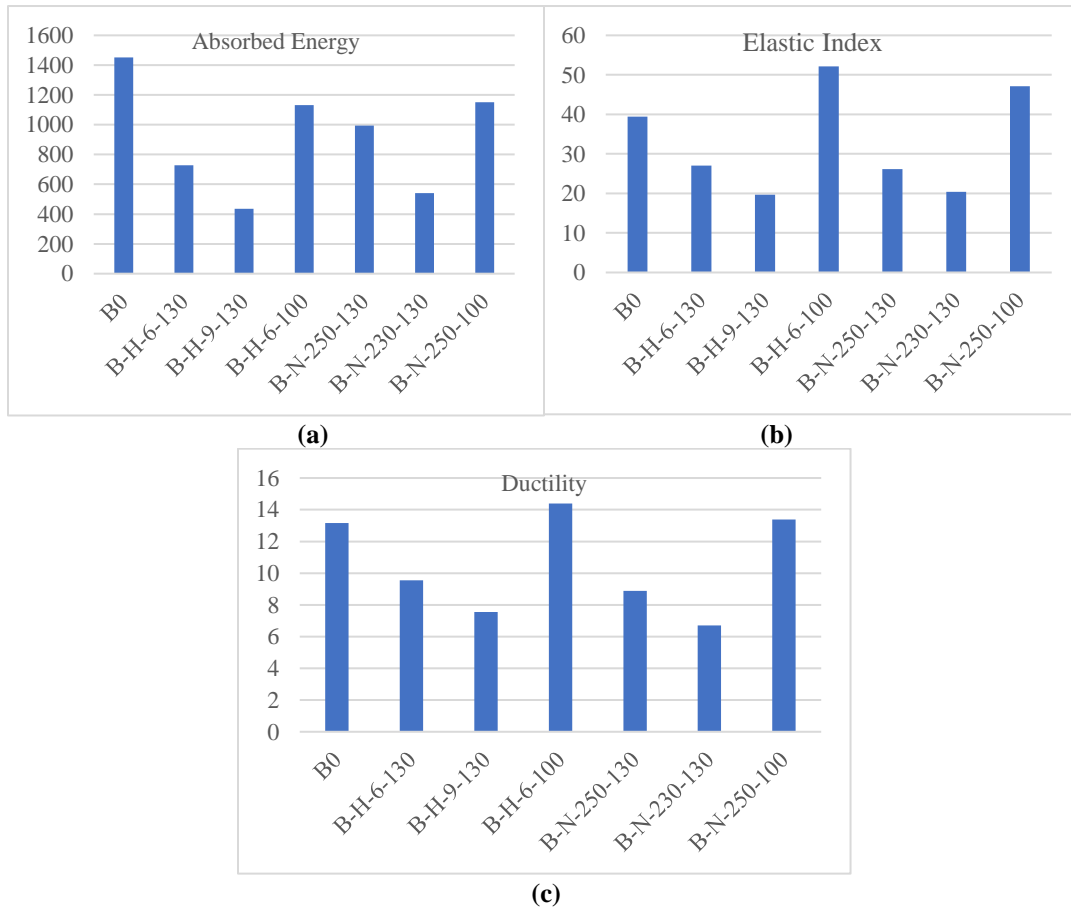 Absorbed Energy
1600
1400
1200
1000
800
600
400
200
0
B0
B-H-6-130
B-H-9-130
B-H-6-100
B-N-250-130
B-N-230-130
B-N-250-100
(a)
Elastic Index
60
50
40
30
20
10
0
B0
B-H-6-130
B-H-9-130
B-H-6-100
B-N-250-130
B-N-230-130
B-N-250-100
(b)
Ductility
16
14
12
10
8
6
4
2
0
B0
B-H-6-130
B-H-9-130
B-H-6-100
B-N-250-130
B-N-230-130
B-N-250-100
(c)